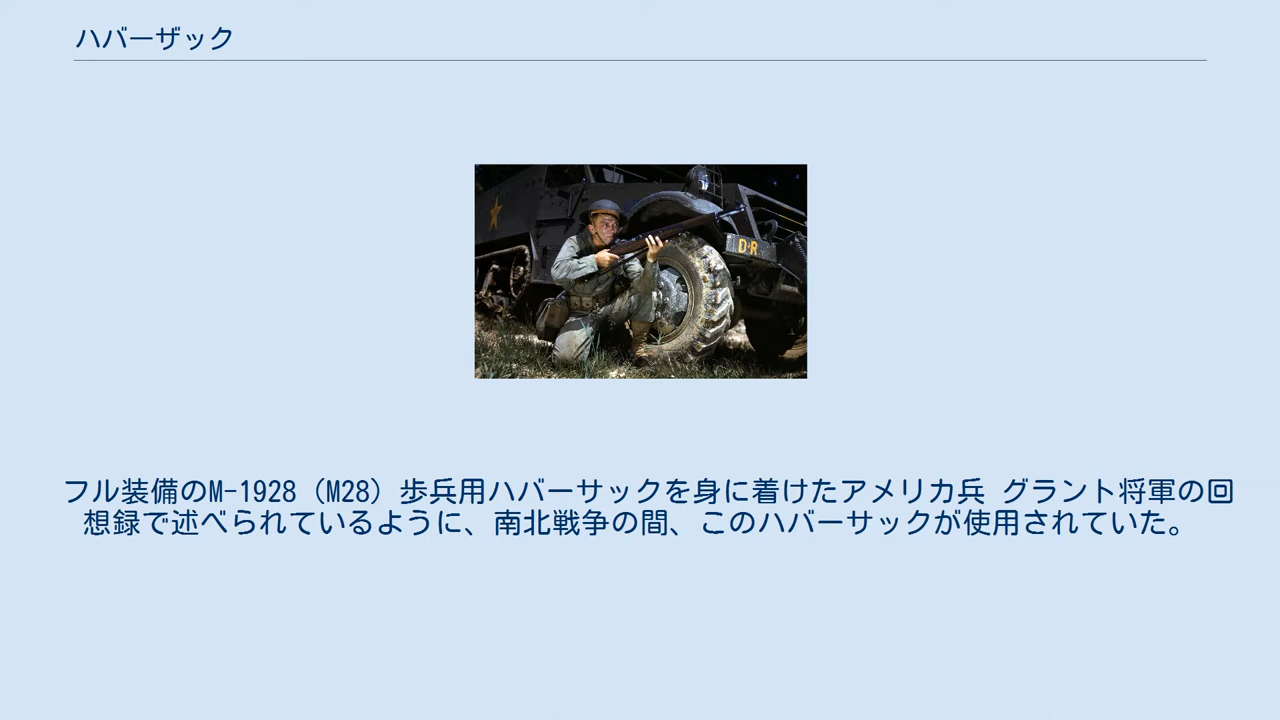 ハバーザック
D·R
フル装備のM-1928（M28）歩兵用ハバーサックを身に着けたアメリカ兵 グラント将軍の回
想録で述べられているように、南北戦争の間、このハバーサックが使用されていた。